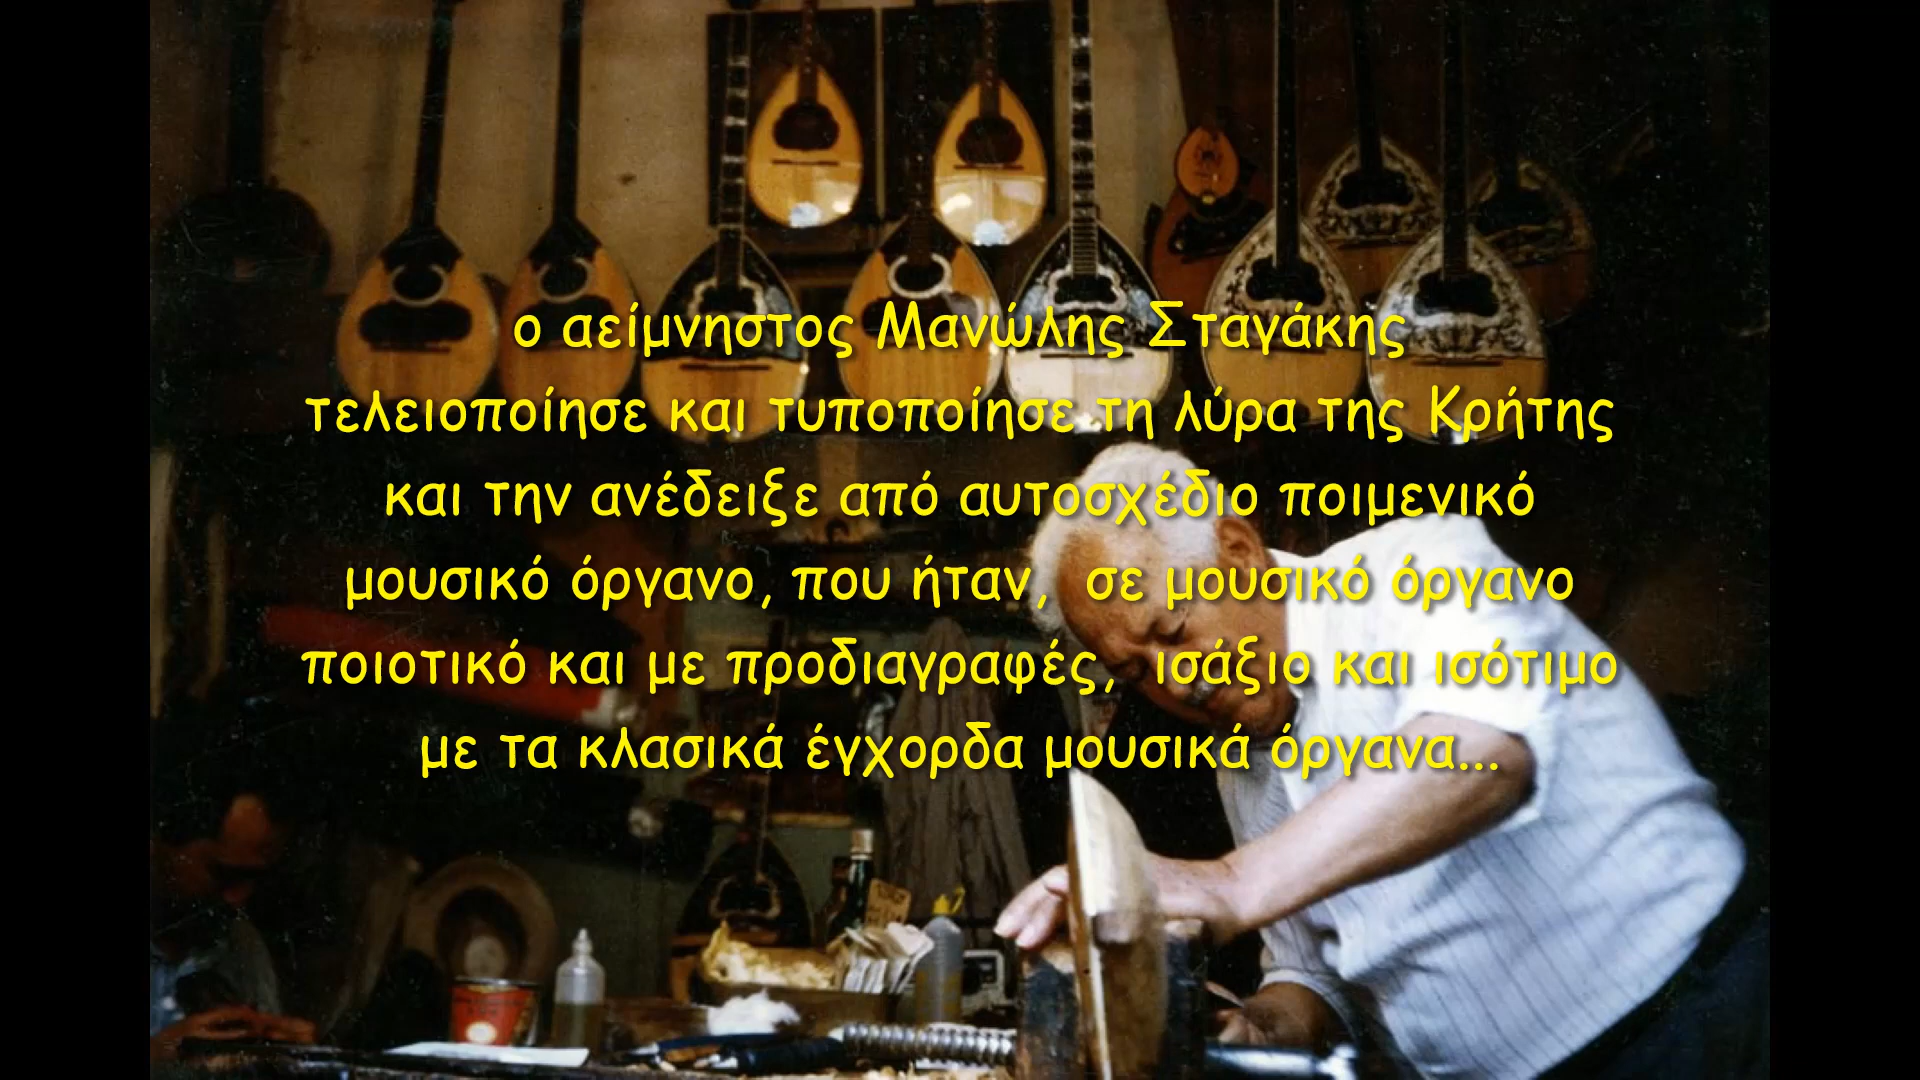 ο αείμνηστος Μανώλης Σταγάκης
τελειοποίησε και τυποποίησε τη λύρα της Κρήτης
και την ανέδειξε από αυτοσχέδιο ποιμενικό
μουσικό όργανο, που ήταν,  σε μουσικό όργανο
ποιοτικό και με προδιαγραφές,  ισάξιο και ισότιμο
με τα κλασικά έγχορδα μουσικά όργανα...